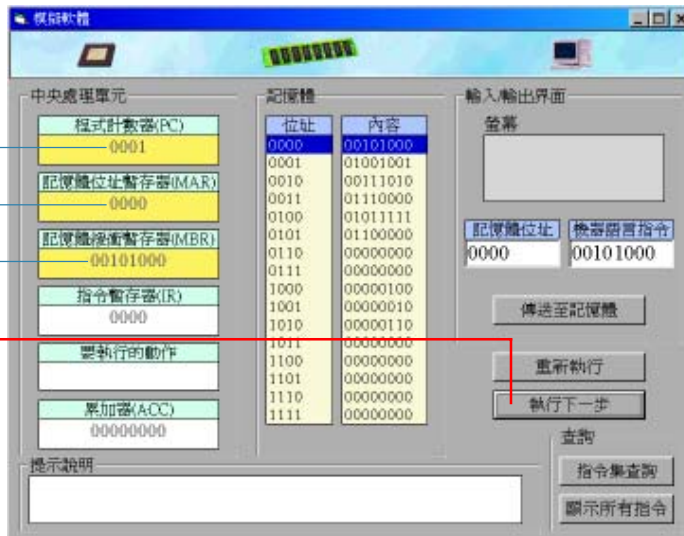 模擬軟體
中央處理單元
程式計數器(PC)
0001
記憶體位址暫存器(MAR)
0000
記憶體緩衝暫存器(MBR)
00101000
指令暫存器(IR)
0000
要執行的動作
累加器(ACC)
00000000
記憶體
位址 內容
0000 00101000
0001 01001001
0010 00111010
0011 01110000
0100 01011111
0101 01100000
0110 00000000
0111 00000000
1000 00000100
1001 00000010
1010 00000110
1011 00000000
1100 00000000
1101 00000000
1110 00000000
1111 00000000
輸入/輸出界面
螢幕
記憶體位址 機器語言指令
0000 00101000
傳送至記憶體
重新執行
執行下一步
查詢
指令集查詢
顯示所有指令
提示說明